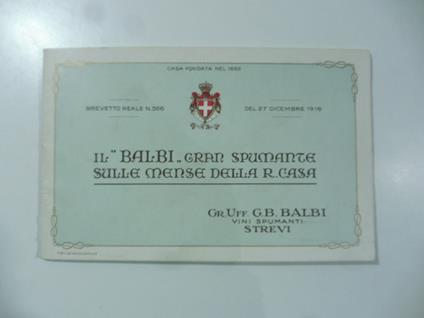 CASA FONDATA NEL 1882
BREVETTO REALE N. 566
DEL 27 DICEMBRE 1916
IL "BALBI„ GRAN SPUMANTE
SULLE MENSE DELLA R. CASA
GR. UFF. G. B. BALBI
VINI SPUMANTI
STREVI